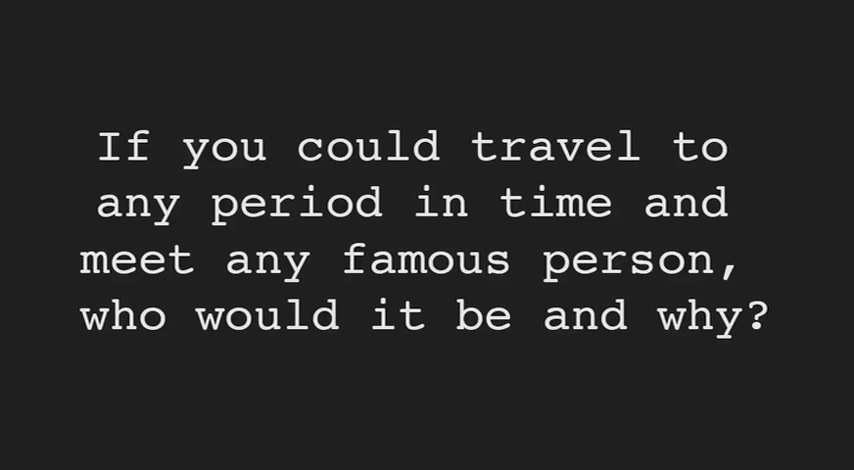 If you could travel to
any period in time and
meet any famous person,
who would it be and why?